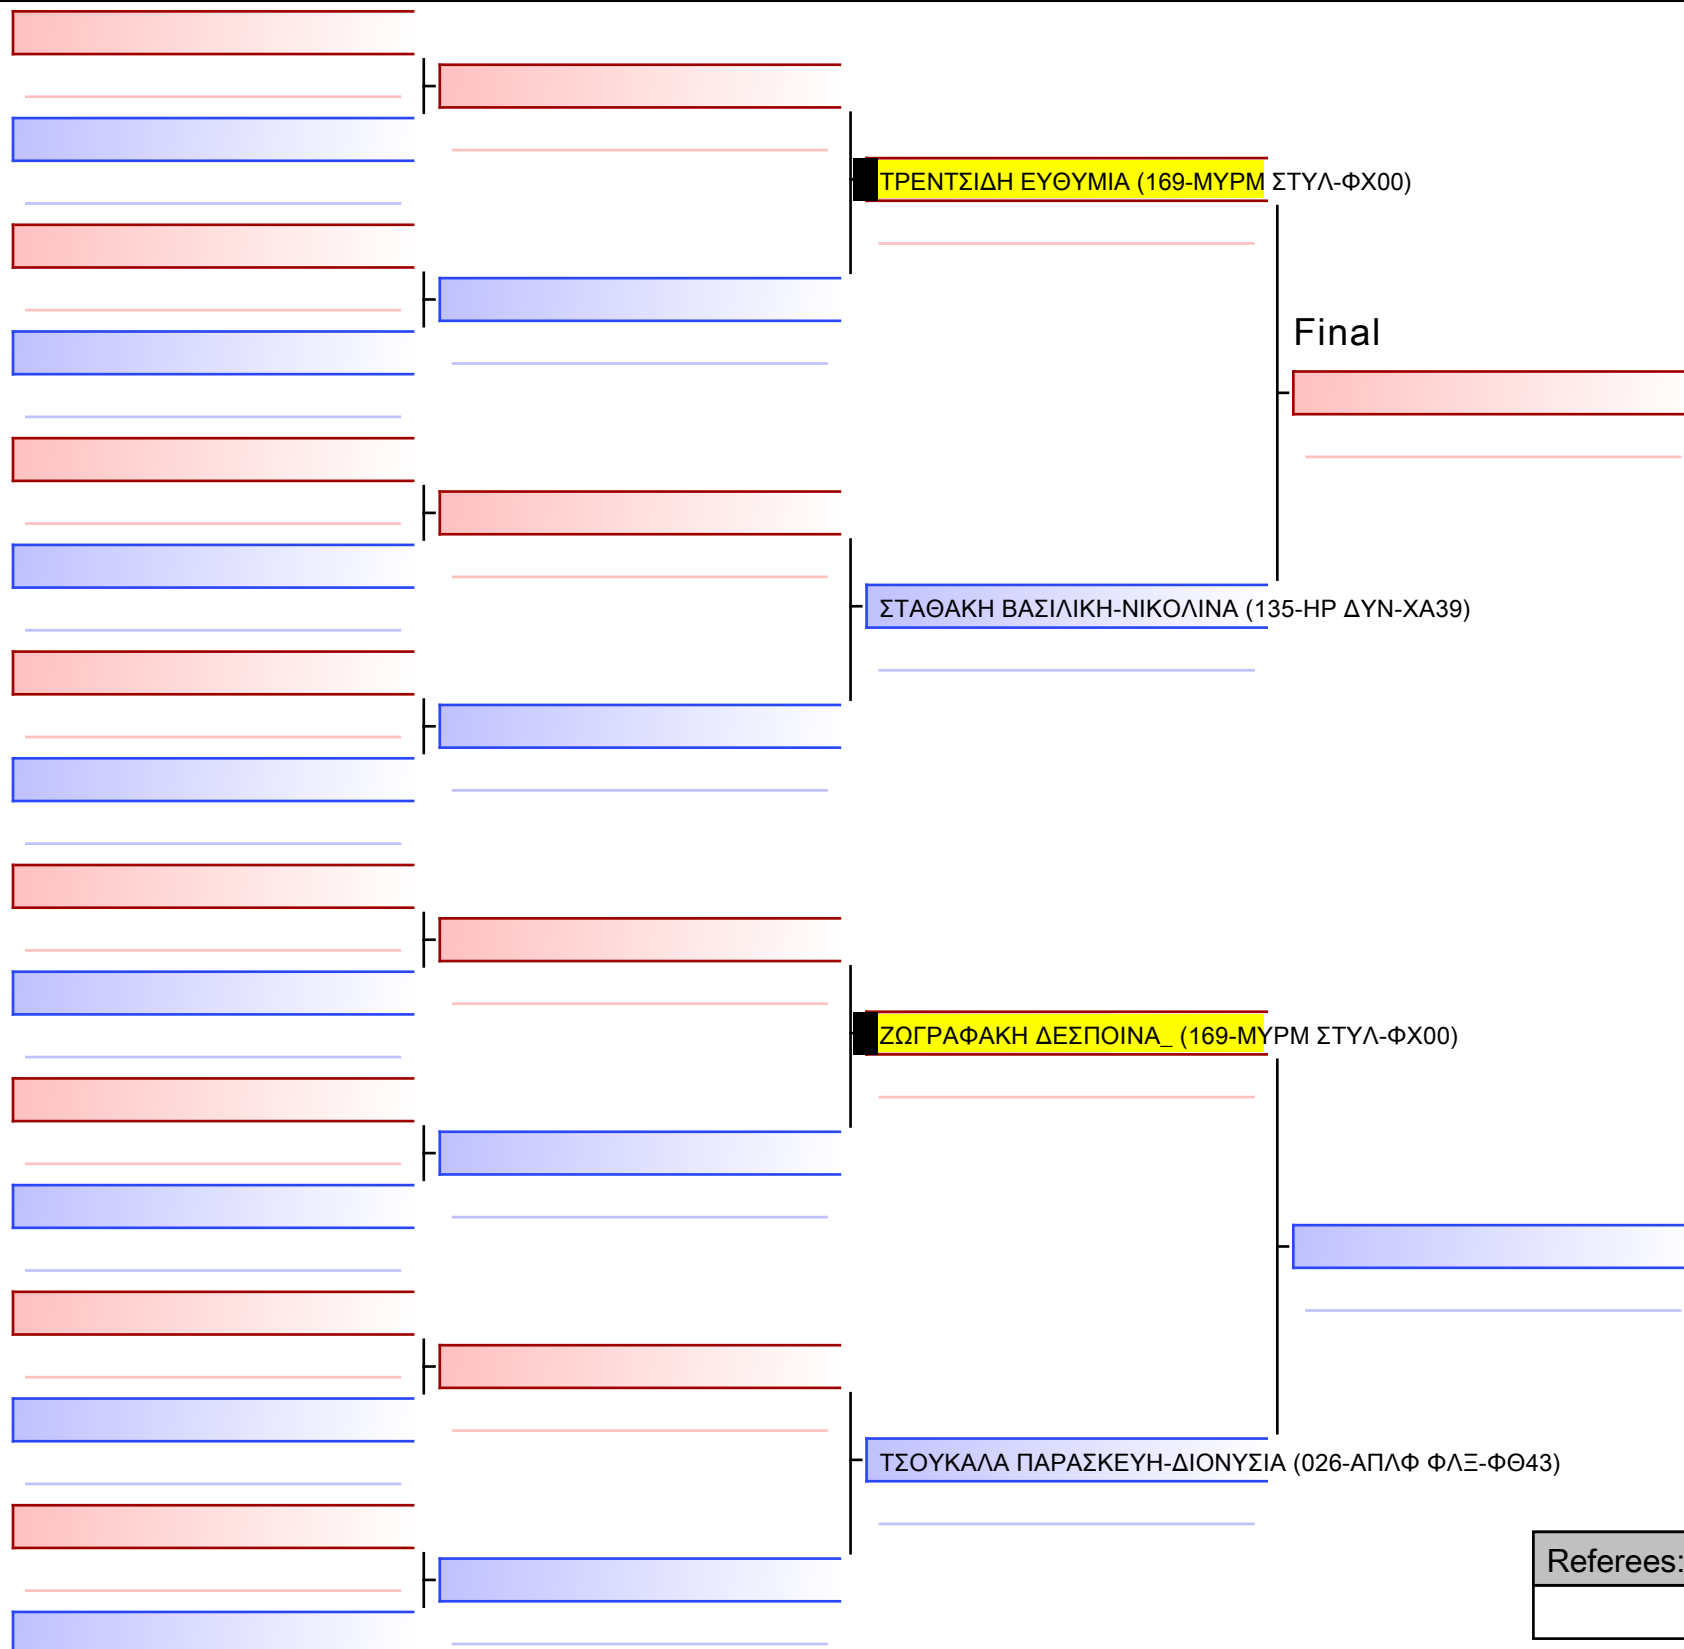 ΤΡΕΝΤΣΙΔΗ ΕΥΘΥΜΙΑ (169-ΜΥΡΜ ΣΤΥΛ-ΦΧ00)
Final
ΣΤΑΘΑΚΗ ΒΑΣΙΛΙΚΗ-ΝΙΚΟΛΙΝΑ (135-ΗΡ ΔΥΝ-ΧΑ39)
ΖΩΓΡΑΦΑΚΗ ΔΕΣΠΟΙΝΑ_ (169-ΜΥΡΜ ΣΤΥΛ-ΦΧ00)
ΤΣΟΥΚΑΛΑ ΠΑΡΑΣΚΕΥΗ-ΔΙΟΝΥΣΙΑ (026-ΑΠΛΦ ΦΛΞ-ΦΘ43)
Referees: